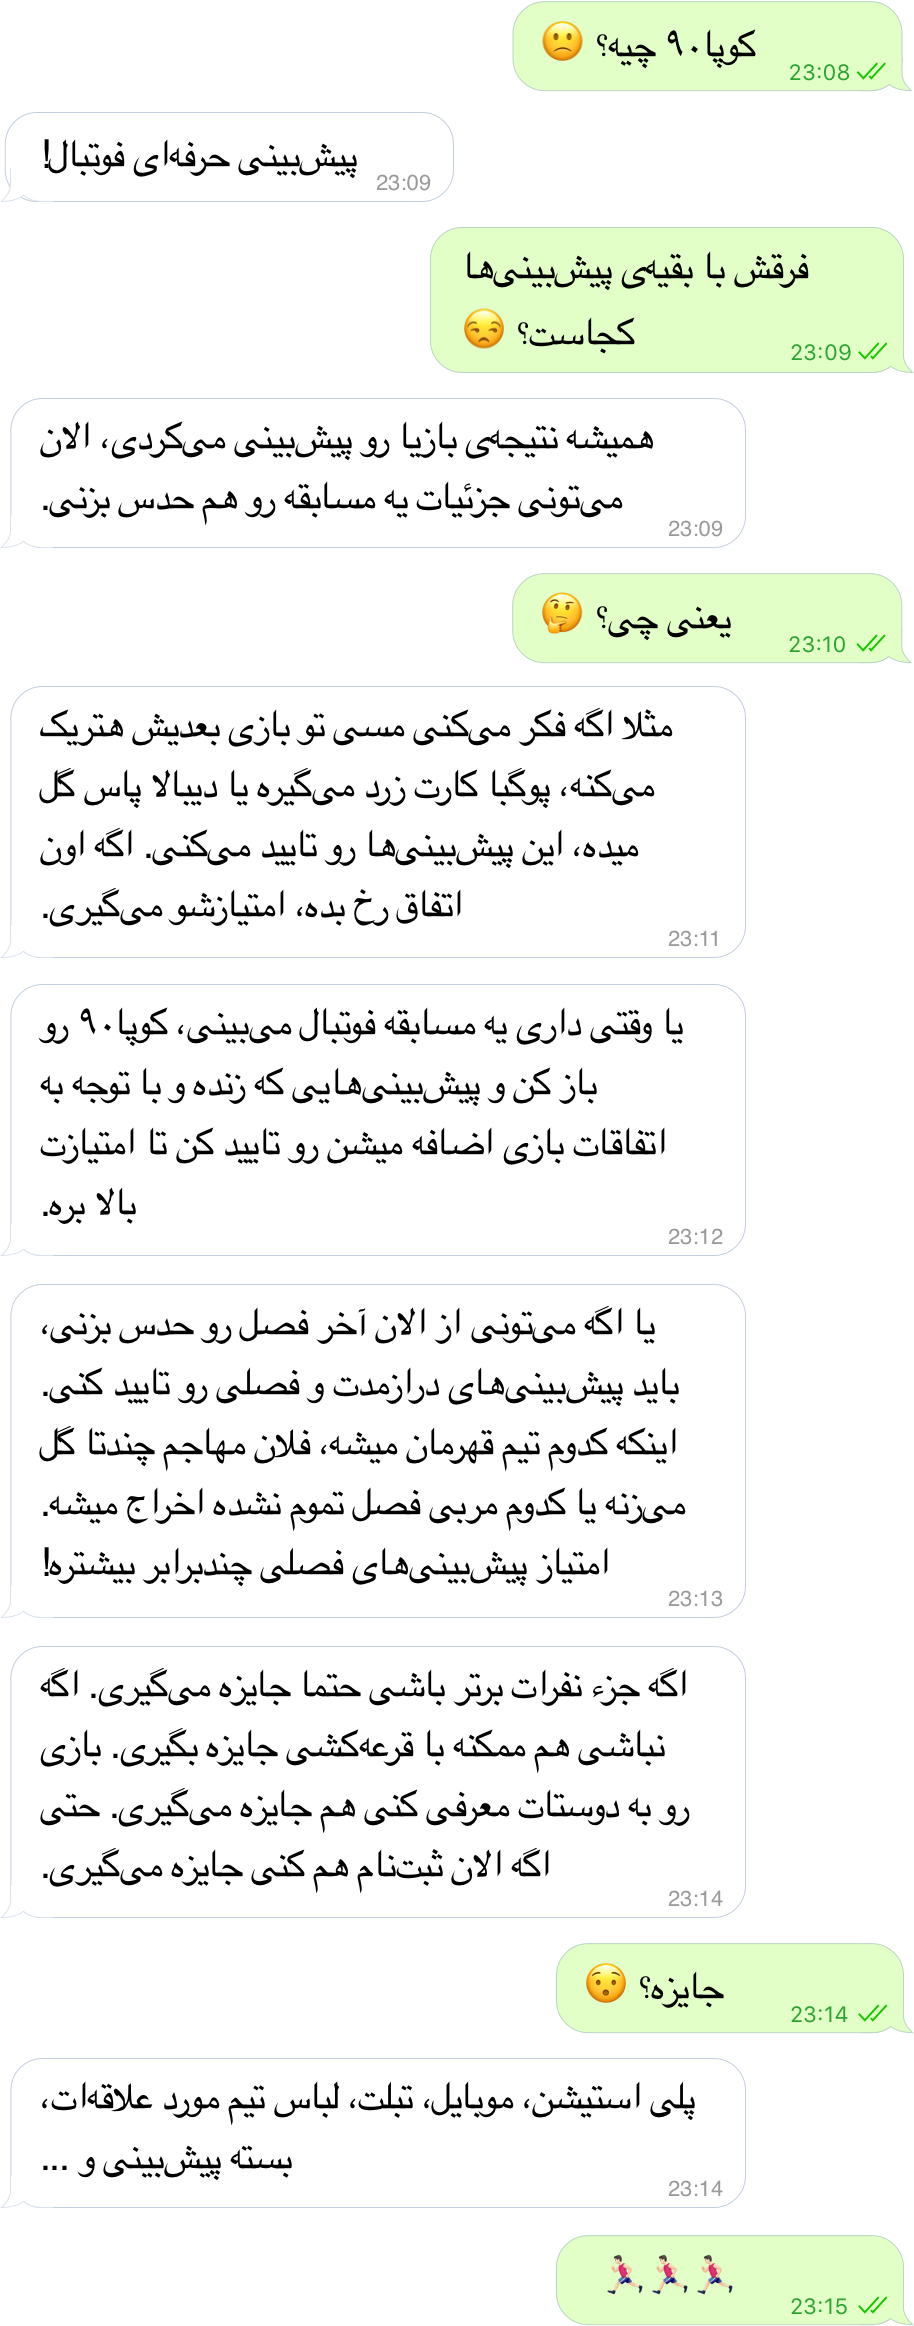 کوپا۹۰ چیه؟ 🙁
23:08
پیش‌بینی حرفه‌ای فوتبال!
23:09
فرقش با بقیه‌ی پیش‌بینی‌ها
کجاست؟ 😒
23:09
همیشه نتیجه‌ی بازیا رو پیش‌بینی می‌کردی، الان
می‌تونی جزئیات یه مسابقه رو هم حدس بزنی.
23:09
یعنی چی؟ 🤔
23:10
مثلا اگه فکر می‌کنی مسی تو بازی بعدیش هتریک
می‌کنه، پوگبا کارت زرد می‌گیره یا دیبالا پاس گل
میده، این پیش‌بینی‌ها رو تایید می‌کنی. اگه اون
اتفاق رخ بده، امتیازشو می‌گیری.
23:11
یا وقتی داری یه مسابقه فوتبال می‌بینی، کوپا۹۰ رو
باز کن و پیش‌بینی‌هایی که زنده و با توجه به
اتفاقات بازی اضافه میشن رو تایید کن تا امتیازت
بالا بره.
23:12
یا اگه می‌تونی از الان آخر فصل رو حدس بزنی،
باید پیش‌بینی‌های درازمدت و فصلی رو تایید کنی.
اینکه کدوم تیم قهرمان میشه، فلان مهاجم چندتا گل
می‌زنه یا کدوم مربی فصل تموم نشده اخراج میشه.
امتیاز پیش‌بینی‌های فصلی چندبرابر بیشتره!
23:13
اگه جزء نفرات برتر باشی حتما جایزه می‌گیری. اگه
نباشی هم ممکنه با قرعه‌کشی جایزه بگیری. بازی
رو به دوستات معرفی کنی هم جایزه می‌گیری. حتی
اگه الان ثبت‌نام هم کنی جایزه می‌گیری.
23:14
جایزه؟ 😯
23:14
پلی استیشن، موبایل، تبلت، لباس تیم مورد علاقه‌ات،
بسته پیش‌بینی و ...
23:14
🏃🏻🏃🏻🏃🏻
23:15